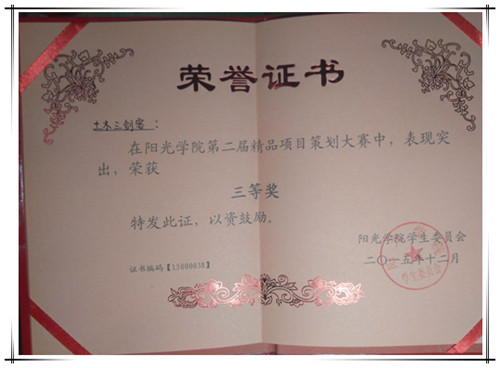 荣誉证书
土木三剑客：
在阳光学院第二届精品项目策划大赛中，表现突
出，荣获
三等奖
特发此证，以资鼓励。
阳光学院学生委员会
二〇一五年十二月